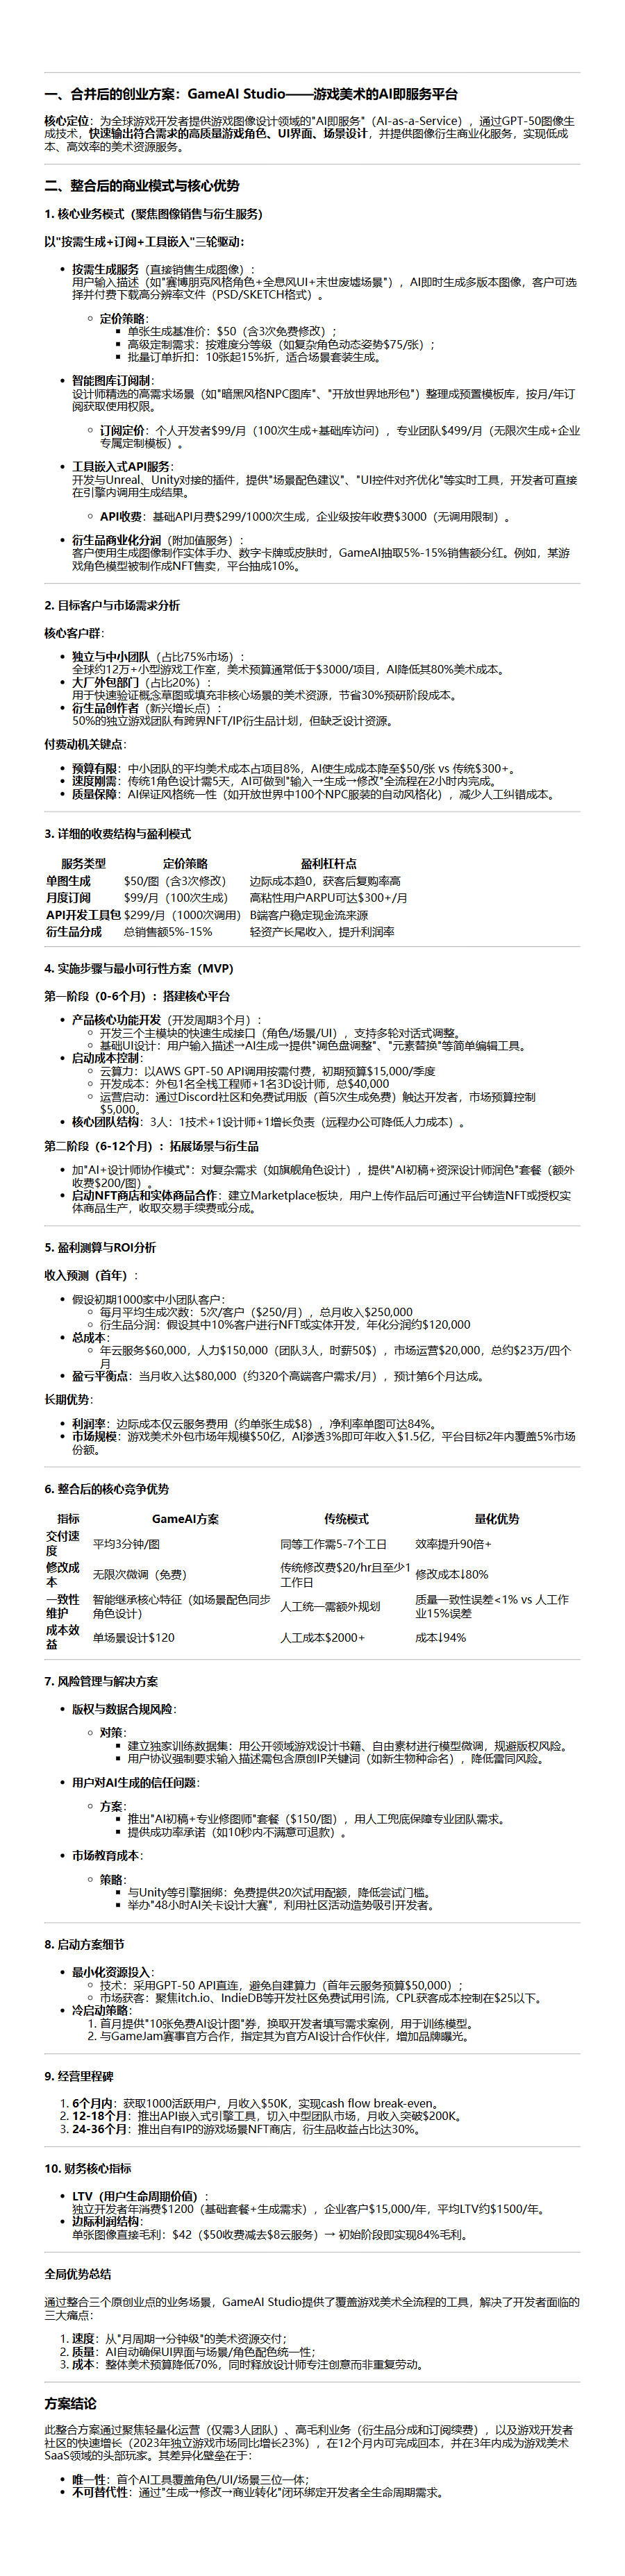 一、合并后的创业方案：GameAI Studio——游戏美术的AI即服务平台
核心定位：为全球游戏开发者提供游戏图像设计领域的"AI即服务"（AI-as-a-Service），通过GPT-50图像生
成技术，快速输出符合需求的高质量游戏角色、UI界面、场景设计，并提供图像衍生商业化服务，实现低成
本、高效率的美术资源服务。
二、整合后的商业模式与核心优势
1. 核心业务模式（聚焦图像销售与衍生服务）
以"按需生成+订阅+工具嵌入"三轮驱动：
• 按需生成服务（直接销售生成图像）：
用户输入描述（如"赛博朋克风格角色+全息风UI+末世废墟场景"），AI即时生成多版本图像，客户可选
择并付费下载高分辨率文件（PSD/SKETCH格式）。
○ 定价策略：
▪ 单张生成基准价：$50（含3次免费修改）；
▪ 高级定制需求：按难度分等级（如复杂角色动态姿势$75/张）；
▪ 批量订单折扣：10张起15%折，适合场景套装生成。
• 智能图库订阅制：
设计师精选的高需求场景（如"暗黑风格NPC图库"、"开放世界地形包"）整理成预置模板库，按月/年订
阅获取使用权限。
○ 订阅定价：个人开发者$99/月（100次生成+基础库访问），专业团队$499/月（无限次生成+企业
专属定制模板）。
• 工具嵌入式API服务：
开发与Unreal、Unity对接的插件，提供"场景配色建议"、"UI控件对齐优化"等实时工具，开发者可直接
在引擎内调用生成结果。
○ API收费：基础API月费$299/1000次生成，企业级按年收费$3000（无调用限制）。
• 衍生品商业化分润（附加值服务）：
客户使用生成图像制作实体手办、数字卡牌或皮肤时，GameAI抽取5%-15%销售额分红。例如，某游
戏角色模型被制作成NFT售卖，平台抽成10%。
2. 目标客户与市场需求分析
核心客户群：
• 独立与中小团队（占比75%市场）：
全球约12万+小型游戏工作室，美术预算通常低于$3000/项目，AI降低其80%美术成本。
• 大厂外包部门（占比20%）：
用于快速验证概念草图或填充非核心场景的美术资源，节省30%预研阶段成本。
• 衍生品创作者（新兴增长点）：
50%的独立游戏团队有跨界NFT/IP衍生品计划，但缺乏设计资源。
付费动机关键点：
• 预算有限：中小团队的平均美术成本占项目8%，AI使生成成本降至$50/张 vs 传统$300+。
• 速度刚需：传统1角色设计需5天，AI可做到"输入→生成→修改"全流程在2小时内完成。
• 质量保障：AI保证风格统一性（如开放世界中100个NPC服装的自动风格化），减少人工纠错成本。
3. 详细的收费结构与盈利模式
服务类型 定价策略 盈利杠杆点
单图生成 $50/图（含3次修改） 边际成本趋0，获客后复购率高
月度订阅 $99/月（100次生成） 高粘性用户ARPU可达$300+/月
API开发工具包 $299/月（1000次调用） B端客户稳定现金流来源
衍生品分成 总销售额5%-15% 轻资产长尾收入，提升利润率
4. 实施步骤与最小可行性方案（MVP）
第一阶段（0-6个月）：搭建核心平台
• 产品核心功能开发（开发周期3个月）：
○ 开发三个主模块的快速生成接口（角色/场景/UI），支持多轮对话式调整。
○ 基础UI设计：用户输入描述→AI生成→提供"调色盘调整"、"元素替换"等简单编辑工具。
• 启动成本控制：
○ 云算力：以AWS GPT-50 API调用按需付费，初期预算$15,000/季度
○ 开发成本：外包1名全栈工程师+1名3D设计师，总$40,000
○ 运营启动：通过Discord社区和免费试用版（首5次生成免费）触达开发者，市场预算控制
$5,000。
• 核心团队结构：3人：1技术+1设计师+1增长负责（远程办公可降低人力成本）。
第二阶段（6-12个月）：拓展场景与衍生品
• 加"AI+设计师协作模式"：对复杂需求（如旗舰角色设计），提供"AI初稿+资深设计师润色"套餐（额外
收费$200/图）。
• 启动NFT商店和实体商品合作：建立Marketplace板块，用户上传作品后可通过平台铸造NFT或授权实
体商品生产，收取交易手续费或分成。
5. 盈利测算与ROI分析
收入预测（首年）：
• 假设初期1000家中小团队客户：
○ 每月平均生成次数：5次/客户（$250/月），总月收入$250,000
○ 衍生品分润：假设其中10%客户进行NFT或实体开发，年化分润约$120,000
• 总成本：
○ 年云服务$60,000，人力$150,000（团队3人，时薪50$），市场运营$20,000，总约$23万/四个
月
• 盈亏平衡点：当月收入达$80,000（约320个高端客户需求/月），预计第6个月达成。
长期优势：
• 利润率：边际成本仅云服务费用（约单张生成$8），净利率单图可达84%。
• 市场规模：游戏美术外包市场年规模$50亿，AI渗透3%即可年收入$1.5亿，平台目标2年内覆盖5%市场
份额。
6. 整合后的核心竞争优势
指标 GameAI方案 传统模式 量化优势
交付速
度 平均3分钟/图 同等工作需5-7个工日 效率提升90倍+
修改成
本 无限次微调（免费） 传统修改费$20/hr且至少1
工作日 修改成本↓80%
一致性
维护 智能继承核心特征（如场景配色同步
角色设计） 人工统一需额外规划 质量一致性误差<1% vs 人工作
业15%误差
成本效
益 单场景设计$120 人工成本$2000+ 成本↓94%
7. 风险管理与解决方案
• 版权与数据合规风险：
○ 对策：
▪ 建立独家训练数据集：用公开领域游戏设计书籍、自由素材进行模型微调，规避版权风险。
▪ 用户协议强制要求输入描述需包含原创IP关键词（如新生物种命名），降低雷同风险。
• 用户对AI生成的信任问题：
○ 方案：
▪ 推出"AI初稿+专业修图师"套餐（$150/图），用人工兜底保障专业团队需求。
▪ 提供成功率承诺（如10秒内不满意可退款）。
• 市场教育成本：
○ 策略：
▪ 与Unity等引擎捆绑：免费提供20次试用配额，降低尝试门槛。
▪ 举办"48小时AI关卡设计大赛"，利用社区活动造势吸引开发者。
8. 启动方案细节
• 最小化资源投入：
○ 技术：采用GPT-50 API直连，避免自建算力（首年云服务预算$50,000）；
○ 市场获客：聚焦itch.io、IndieDB等开发社区免费试用引流，CPL获客成本控制在$25以下。
• 冷启动策略：
1. 首月提供"10张免费AI设计图"券，换取开发者填写需求案例，用于训练模型。
2. 与GameJam赛事官方合作，指定其为官方AI设计合作伙伴，增加品牌曝光。
9. 经营里程碑
1. 6个月内：获取1000活跃用户，月收入$50K，实现cash flow break-even。
2. 12-18个月：推出API嵌入式引擎工具，切入中型团队市场，月收入突破$200K。
3. 24-36个月：推出自有IP的游戏场景NFT商店，衍生品收益占比达30%。
10. 财务核心指标
• LTV（用户生命周期价值）：
独立开发者年消费$1200（基础套餐+生成需求），企业客户$15,000/年，平均LTV约$1500/年。
• 边际利润结构：
单张图像直接毛利：$42（$50收费减去$8云服务）→ 初始阶段即实现84%毛利。
全局优势总结
通过整合三个原创业点的业务场景，GameAI Studio提供了覆盖游戏美术全流程的工具，解决了开发者面临的
三大痛点：
1. 速度：从"月周期→分钟级"的美术资源交付；
2. 质量：AI自动确保UI界面与场景/角色配色统一性；
3. 成本：整体美术预算降低70%，同时释放设计师专注创意而非重复劳动。
方案结论
此整合方案通过聚焦轻量化运营（仅需3人团队）、高毛利业务（衍生品分成和订阅续费），以及游戏开发者
社区的快速增长（2023年独立游戏市场同比增长23%），在12个月内可完成回本，并在3年内成为游戏美术
SaaS领域的头部玩家。其差异化壁垒在于：
• 唯一性：首个AI工具覆盖角色/UI/场景三位一体；
• 不可替代性：通过"生成→修改→商业转化"闭环绑定开发者全生命周期需求。